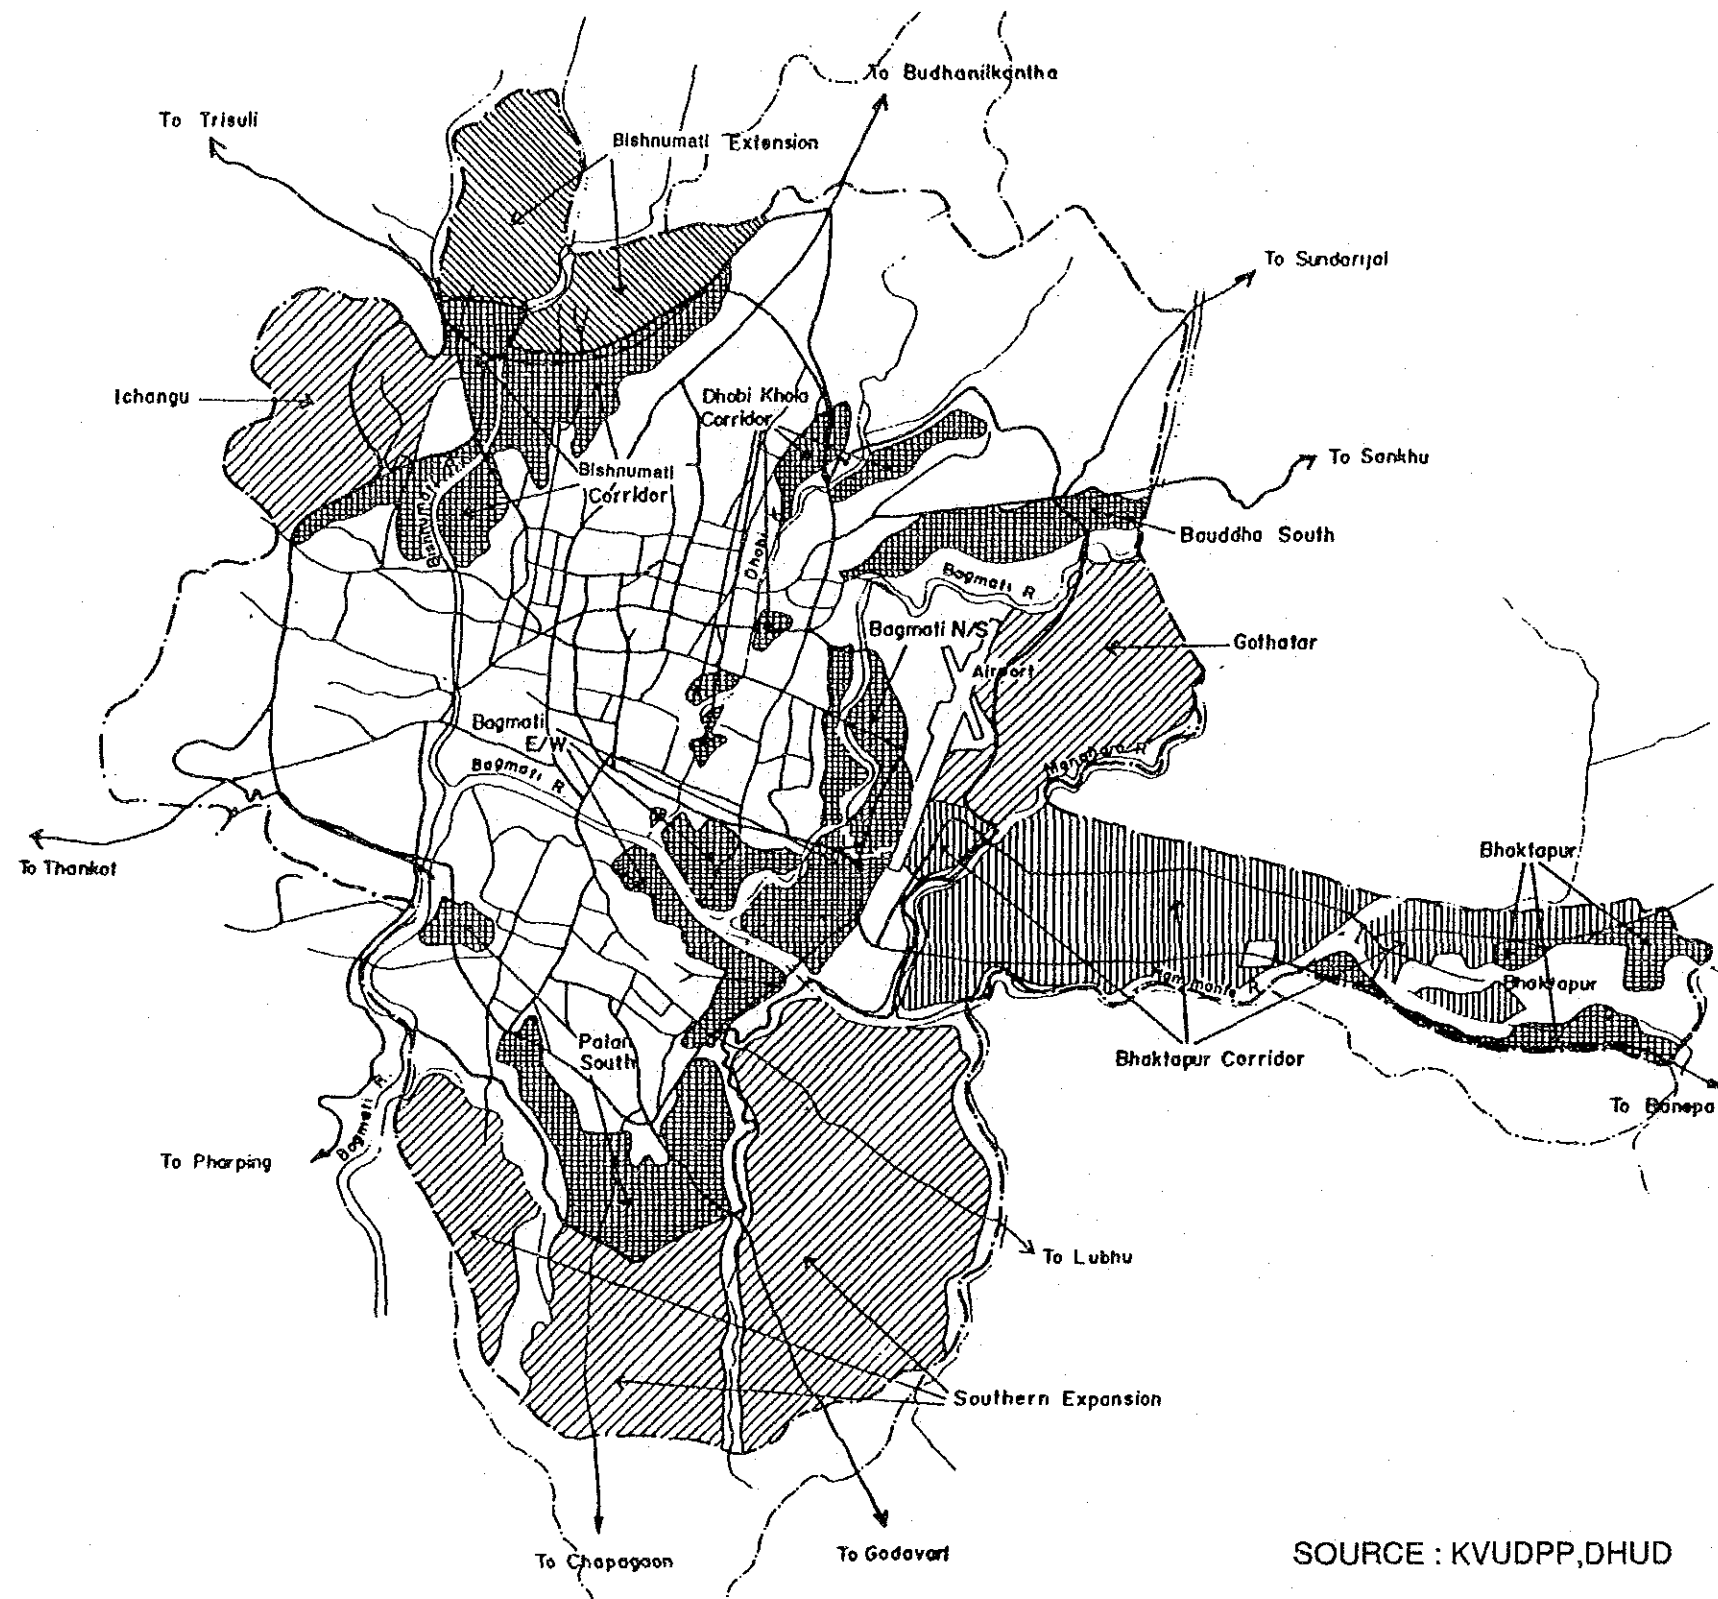 To Budhanilkantha
To Trisuli
Bishnumati Extension
To Sundarijal
Ichangu
Dhobi Khola
Corridor
To Sankhu
Bishnumati
Corridor
Bauddha South
Dhobi
Bagmati R
Bagmati N/S
Gothatar
Airport
Bagmati
E/W
Bagmati R
Manahara R
To Thankot
Bhaktapur
Bhaktapur
Patan
South
Bhaktapur Corridor
Bagmati R.
To Banepa
To Pharping
To Lubhu
Southern Expansion
To Chapagaon
To Godavari
SOURCE : KVUDPP,DHUD